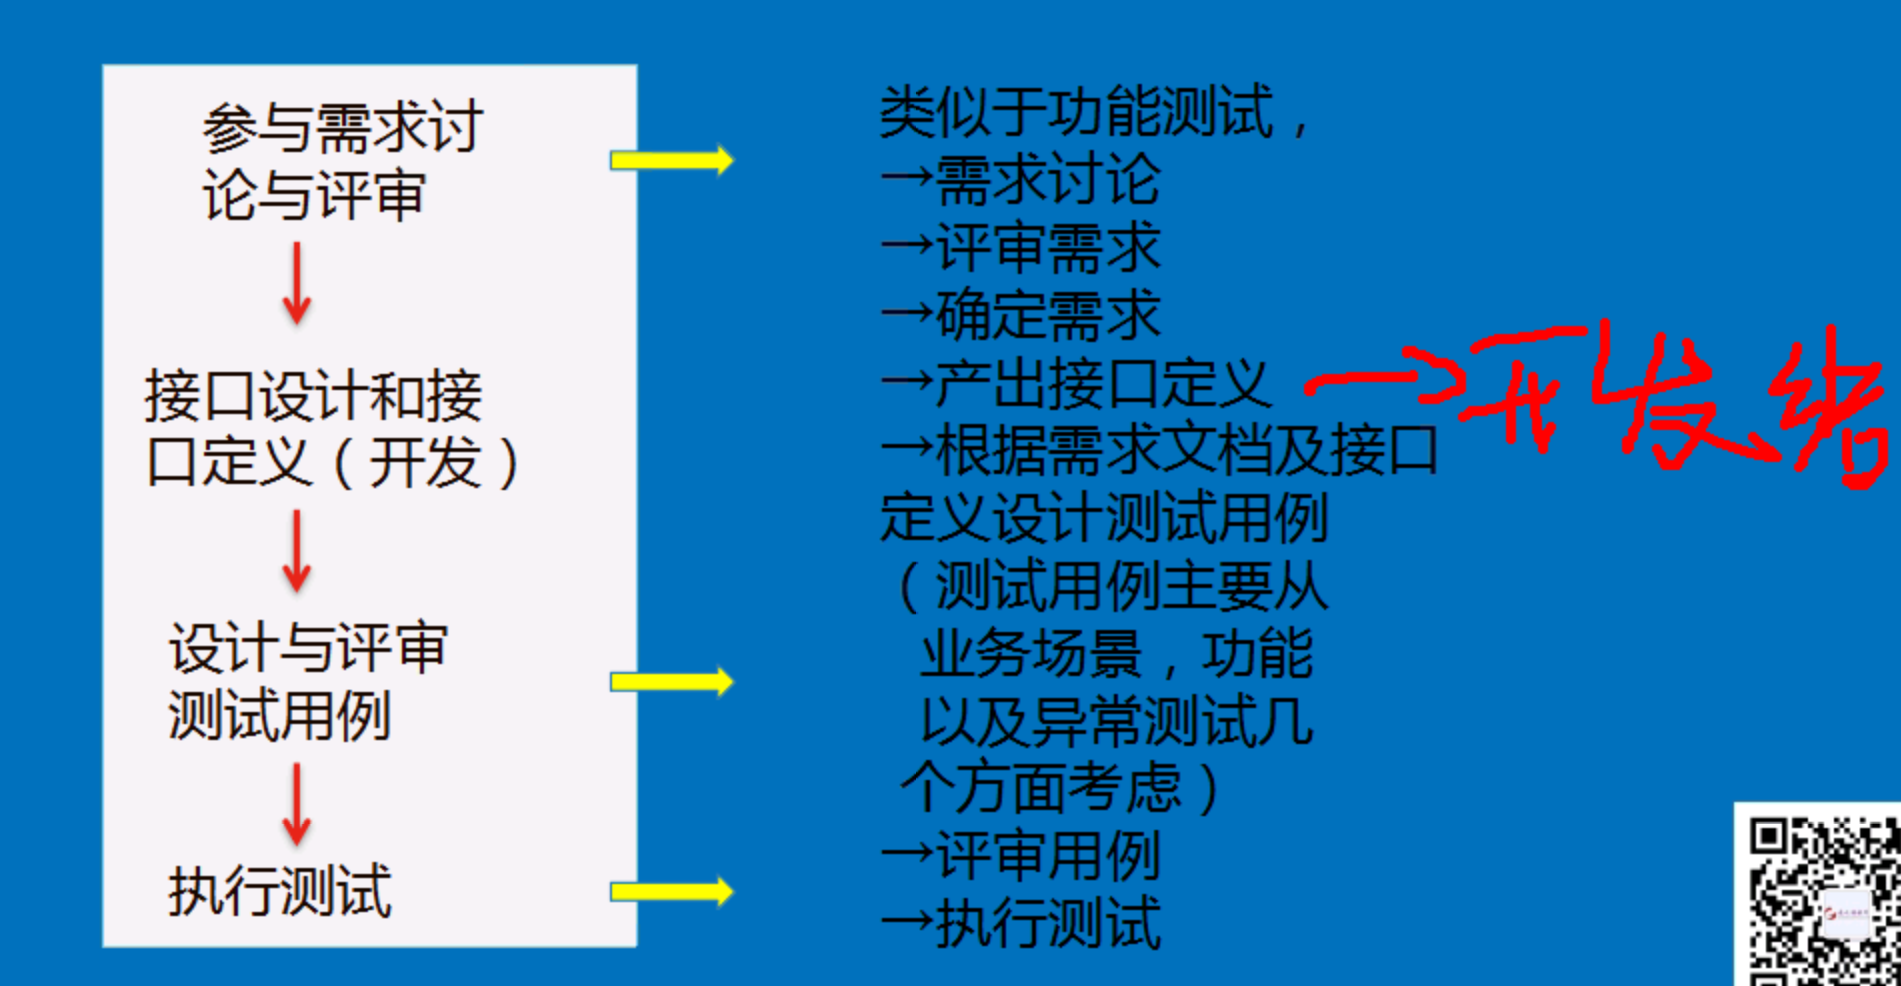 参与需求讨
论与评审
接口设计和接
口定义（开发）
设计与评审
测试用例
执行测试
类似于功能测试，
→需求讨论
→评审需求
→确定需求
→产出接口定义 →开发
→根据需求文档及接口
定义设计测试用例
（测试用例主要从
业务场景，功能
以及异常测试几
个方面考虑）
→评审用例
→执行测试